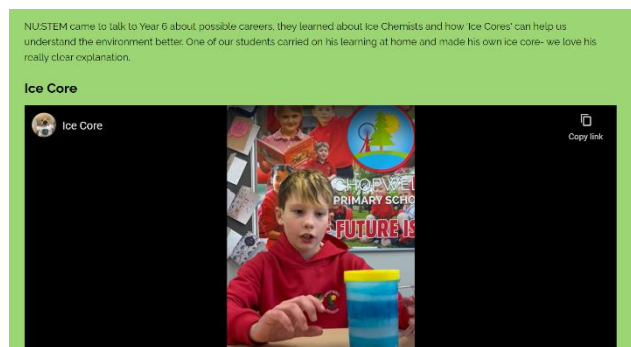 NU:STEM came to talk to Year 6 about possible careers, they learned about Ice Chemists and how 'Ice Cores' can help us
understand the environment better. One of our students carried on his learning at home and made his own ice core- we love his
really clear explanation.
Ice Core
Ice Core
Copy link
CHOPWEL
PRIMARY SCHO
FUTURE IS